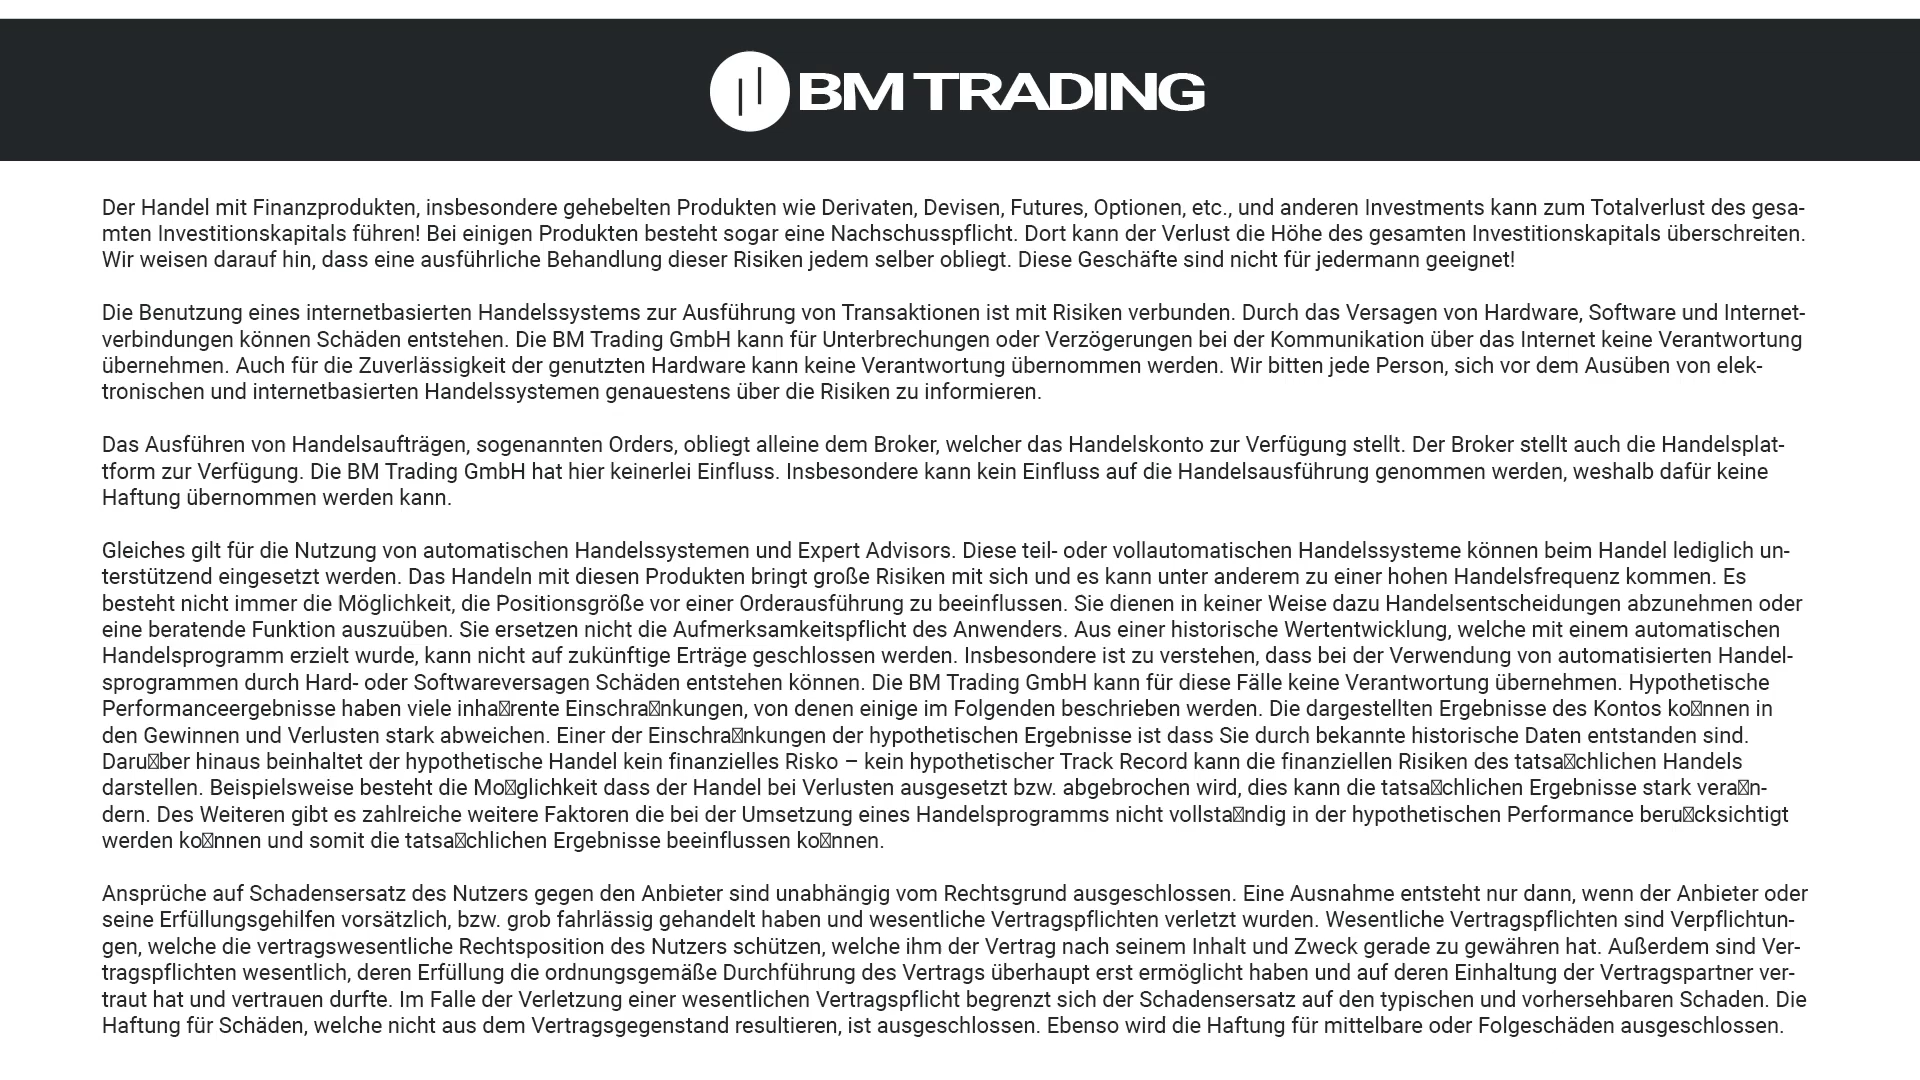 BM TRADING
Der Handel mit Finanzprodukten, insbesondere gehebelten Produkten wie Derivaten, Devisen, Futures, Optionen, etc., und anderen Investments kann zum Totalverlust des gesa-
mten Investitionskapitals führen! Bei einigen Produkten besteht sogar eine Nachschusspflicht. Dort kann der Verlust die Höhe des gesamten Investitionskapitals überschreiten.
Wir weisen darauf hin, dass eine ausführliche Behandlung dieser Risiken jedem selber obliegt. Diese Geschäfte sind nicht für jedermann geeignet!
Die Benutzung eines internetbasierten Handelssystems zur Ausführung von Transaktionen ist mit Risiken verbunden. Durch das Versagen von Hardware, Software und Internet-
verbindungen können Schäden entstehen. Die BM Trading GmbH kann für Unterbrechungen oder Verzögerungen bei der Kommunikation über das Internet keine Verantwortung
übernehmen. Auch für die Zuverlässigkeit der genutzten Hardware kann keine Verantwortung übernommen werden. Wir bitten jede Person, sich vor dem Ausüben von elek-
tronischen und internetbasierten Handelssystemen genauestens über die Risiken zu informieren.
Das Ausführen von Handelsaufträgen, sogenannten Orders, obliegt alleine dem Broker, welcher das Handelskonto zur Verfügung stellt. Der Broker stellt auch die Handelsplat-
tform zur Verfügung. Die BM Trading GmbH hat hier keinerlei Einfluss. Insbesondere kann kein Einfluss auf die Handelsausführung genommen werden, weshalb dafür keine
Haftung übernommen werden kann.
Gleiches gilt für die Nutzung von automatischen Handelssystemen und Expert Advisors. Diese teil- oder vollautomatischen Handelssysteme können beim Handel lediglich un-
terstützend eingesetzt werden. Das Handeln mit diesen Produkten bringt große Risiken mit sich und es kann unter anderem zu einer hohen Handelsfrequenz kommen. Es
besteht nicht immer die Möglichkeit, die Positionsgröße vor einer Orderausführung zu beeinflussen. Sie dienen in keiner Weise dazu Handelsentscheidungen abzunehmen oder
eine beratende Funktion auszuüben. Sie ersetzen nicht die Aufmerksamkeitspflicht des Anwenders. Aus einer historische Wertentwicklung, welche mit einem automatischen
Handelsprogramm erzielt wurde, kann nicht auf zukünftige Erträge geschlossen werden. Insbesondere ist zu verstehen, dass bei der Verwendung von automatisierten Handel-
sprogrammen durch Hard- oder Softwareversagen Schäden entstehen können. Die BM Trading GmbH kann für diese Fälle keine Verantwortung übernehmen. Hypothetische
Performanceergebnisse haben viele inha☒rente Einschra☒nkungen, von denen einige im Folgenden beschrieben werden. Die dargestellten Ergebnisse des Kontos ko☒nnen in
den Gewinnen und Verlusten stark abweichen. Einer der Einschra☒nkungen der hypothetischen Ergebnisse ist dass Sie durch bekannte historische Daten entstanden sind.
Daru☒ber hinaus beinhaltet der hypothetische Handel kein finanzielles Risko – kein hypothetischer Track Record kann die finanziellen Risiken des tatsa☒chlichen Handels
darstellen. Beispielsweise besteht die Mo☒glichkeit dass der Handel bei Verlusten ausgesetzt bzw. abgebrochen wird, dies kann die tatsa☒chlichen Ergebnisse stark vera☒n-
dern. Des Weiteren gibt es zahlreiche weitere Faktoren die bei der Umsetzung eines Handelsprogramms nicht vollsta☒ndig in der hypothetischen Performance beru☒cksichtigt
werden ko☒nnen und somit die tatsa☒chlichen Ergebnisse beeinflussen ko☒nnen.
Ansprüche auf Schadensersatz des Nutzers gegen den Anbieter sind unabhängig vom Rechtsgrund ausgeschlossen. Eine Ausnahme entsteht nur dann, wenn der Anbieter oder
seine Erfüllungsgehilfen vorsätzlich, bzw. grob fahrlässig gehandelt haben und wesentliche Vertragspflichten verletzt wurden. Wesentliche Vertragspflichten sind Verpflichtun-
gen, welche die vertragswesentliche Rechtsposition des Nutzers schützen, welche ihm der Vertrag nach seinem Inhalt und Zweck gerade zu gewähren hat. Außerdem sind Ver-
tragspflichten wesentlich, deren Erfüllung die ordnungsgemäße Durchführung des Vertrags überhaupt erst ermöglicht haben und auf deren Einhaltung der Vertragspartner ver-
traut hat und vertrauen durfte. Im Falle der Verletzung einer wesentlichen Vertragspflicht begrenzt sich der Schadensersatz auf den typischen und vorhersehbaren Schaden. Die
Haftung für Schäden, welche nicht aus dem Vertragsgegenstand resultieren, ist ausgeschlossen. Ebenso wird die Haftung für mittelbare oder Folgeschäden ausgeschlossen.